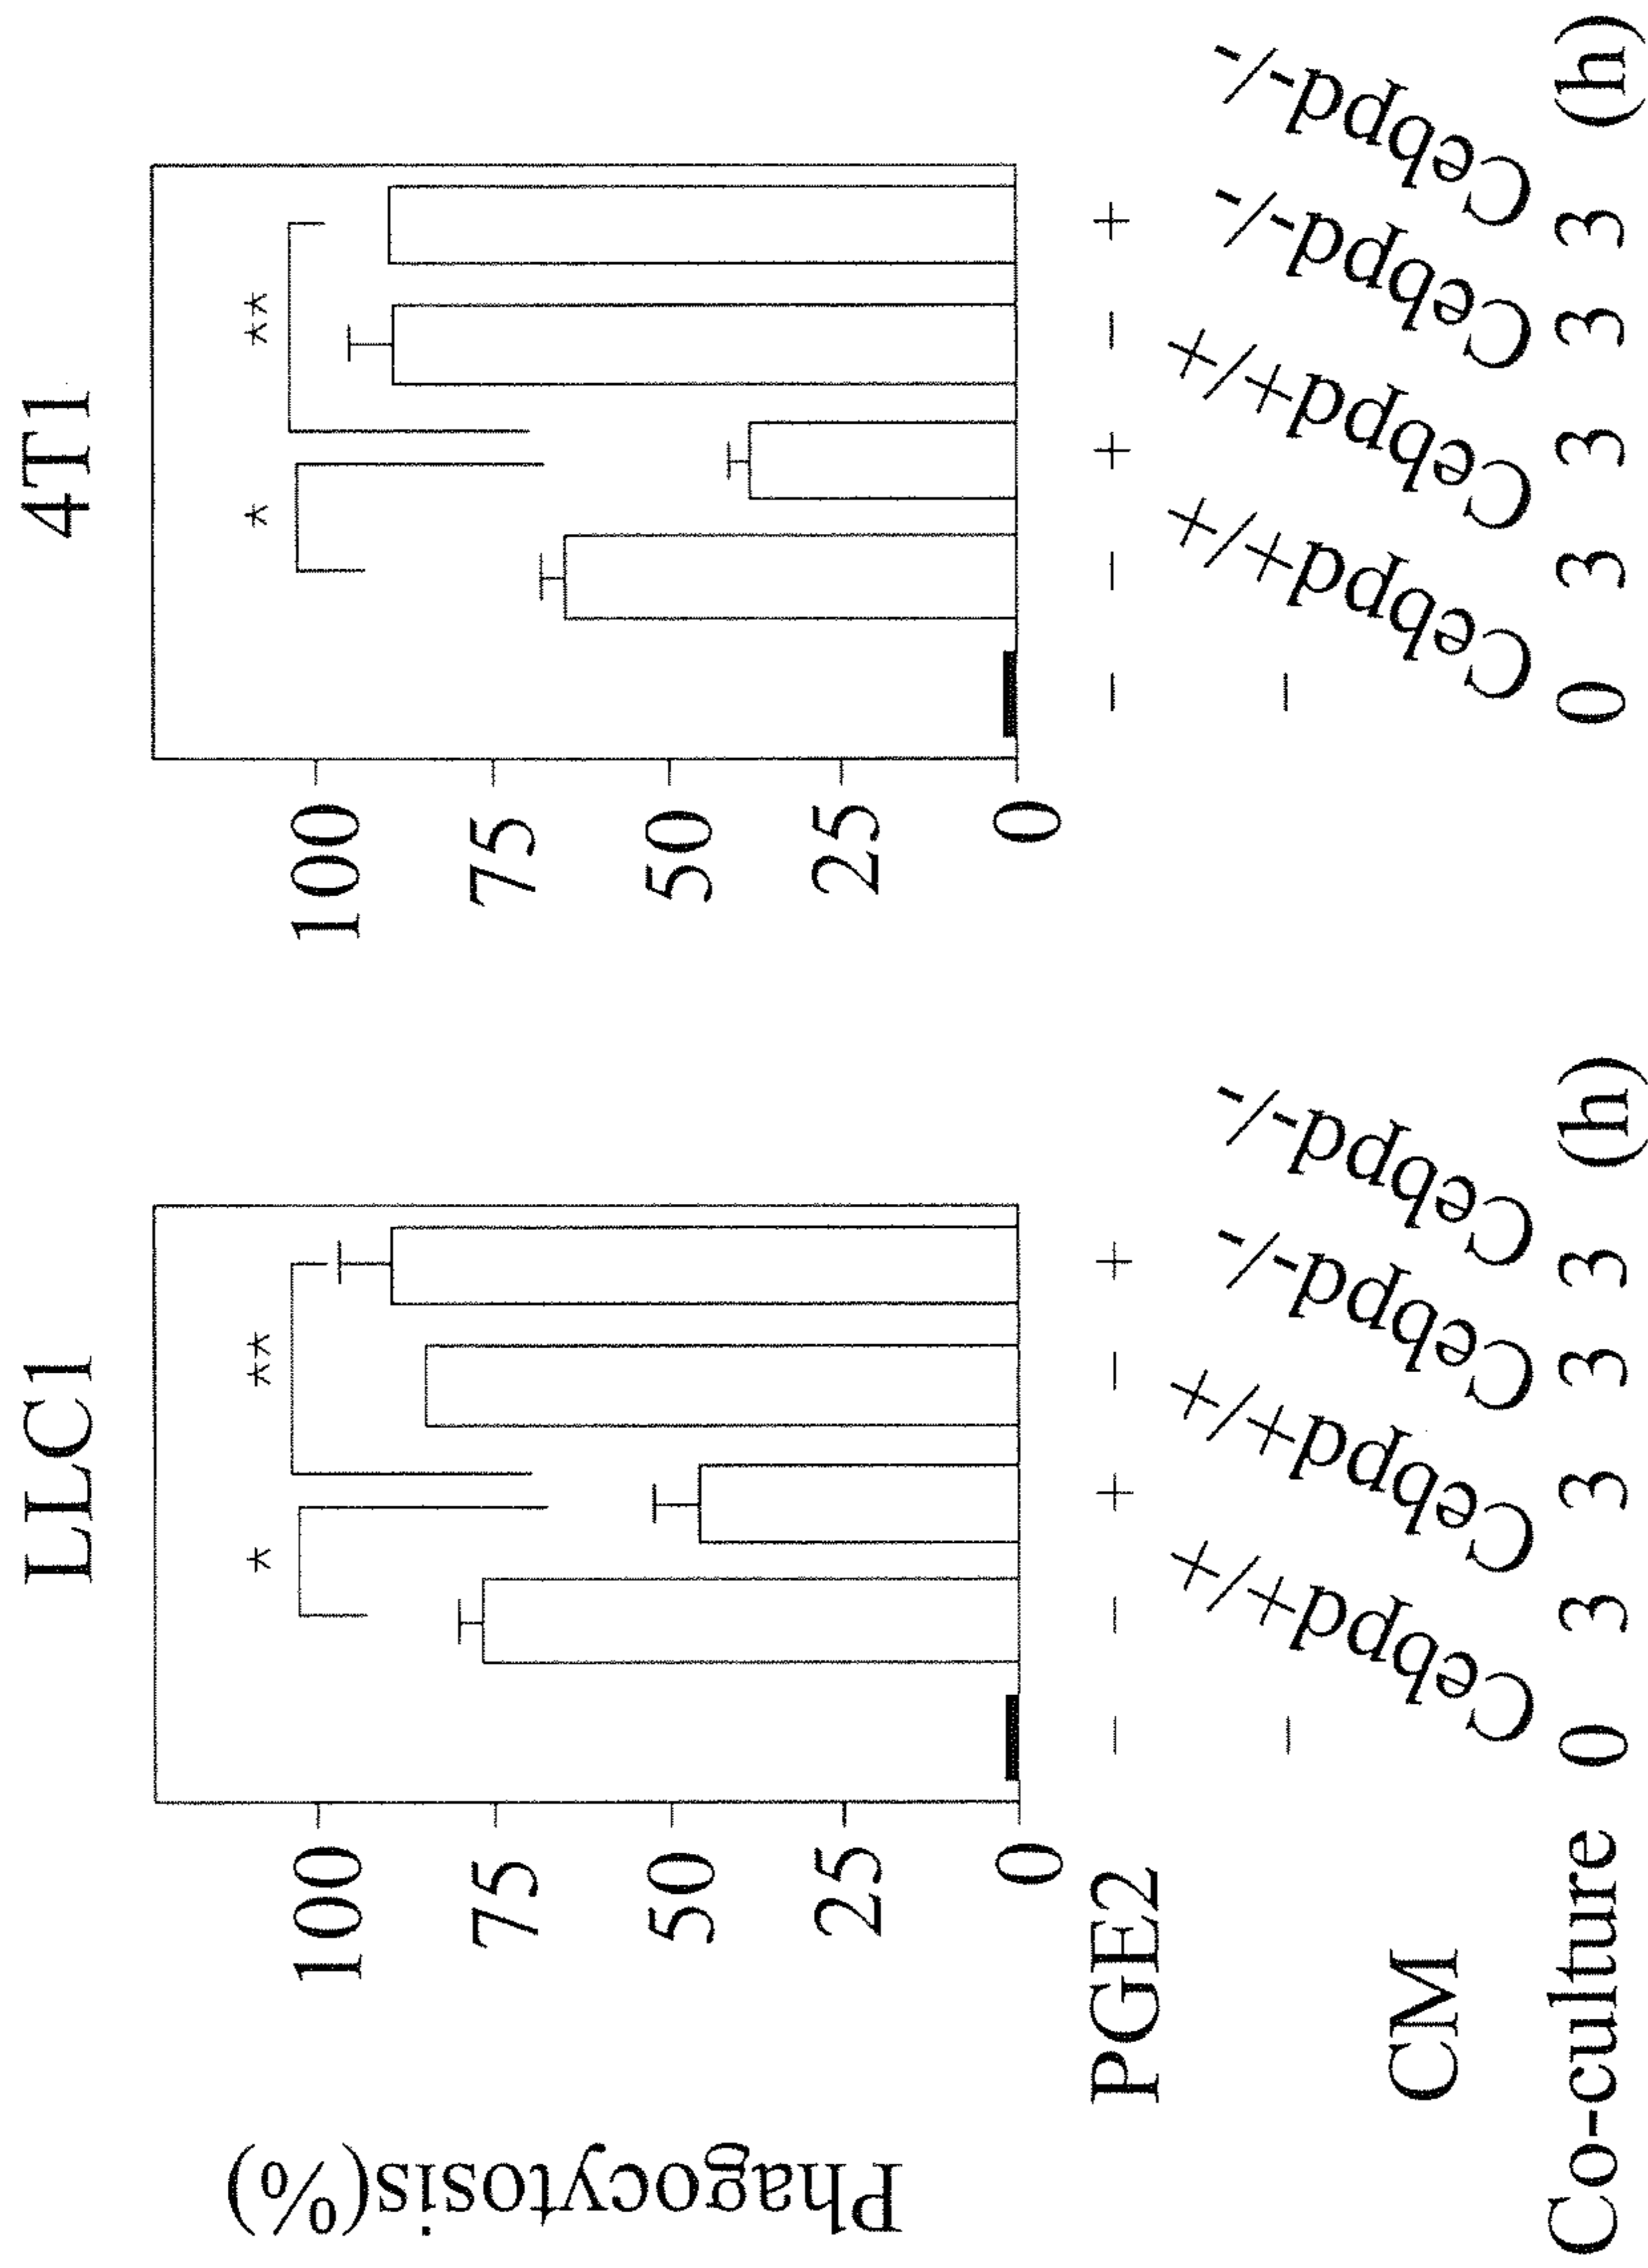 LLC1
4T1
Phagocytosis(%)
100
75
50
25
0
*
**
100
75
50
25
0
*
**
PGE2 − − + − + − − + − +
CM − Cebpd+/+ Cebpd+/+ Cebpd-/- Cebpd-/- − Cebpd+/+ Cebpd+/+ Cebpd-/- Cebpd-/-
Co-culture 0 3 3 3 3 (h) 0 3 3 3 3 (h)